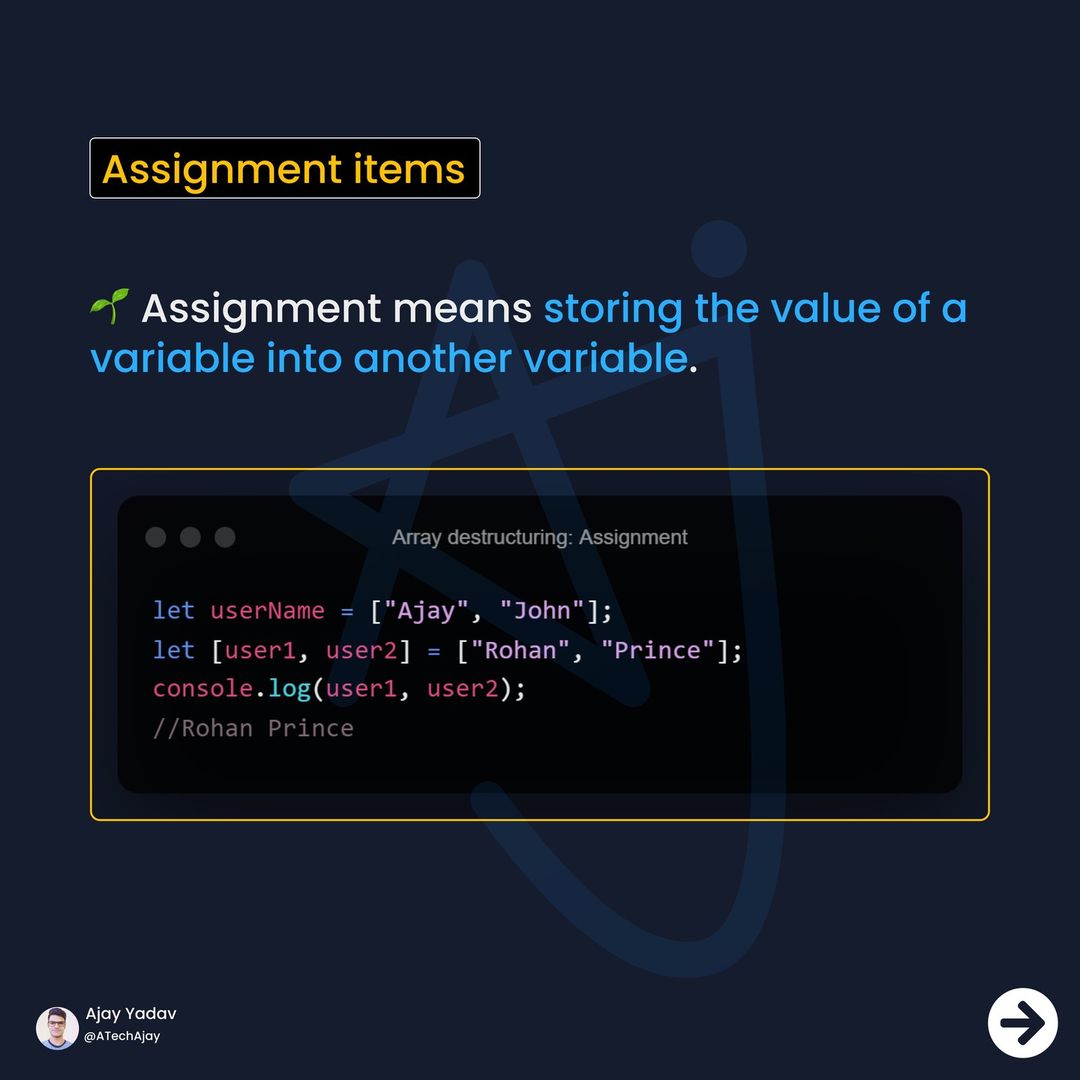 Assignment items
🌱 Assignment means storing the value of a
variable into another variable.
Array destructuring: Assignment
let userName = ["Ajay", "John"];
let [user1, user2] = ["Rohan", "Prince"];
console.log(user1, user2);
//Rohan Prince
Ajay Yadav
@ATechAjay